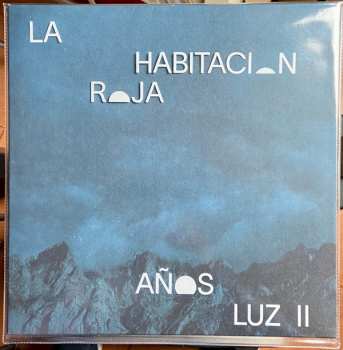 LA
HABITACION
ROJA
AÑOS
LUZ II